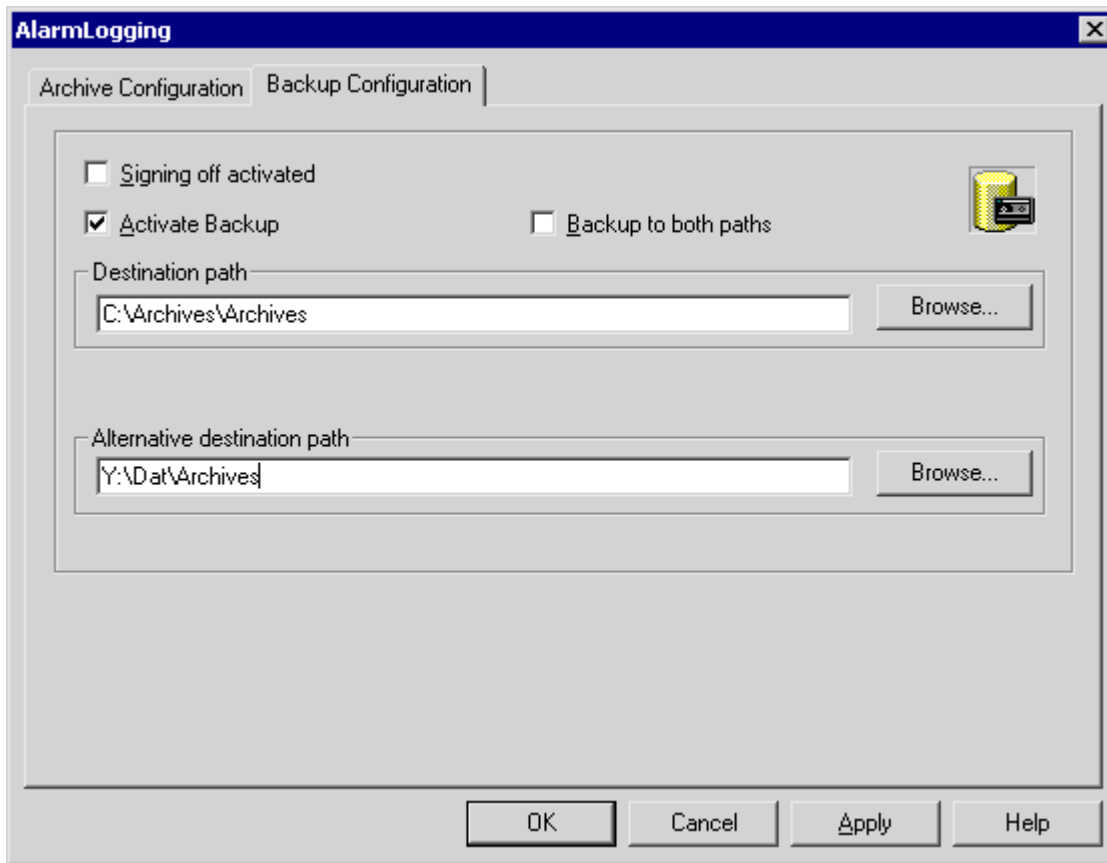 AlarmLogging
Archive Configuration Backup Configuration
Signing off activated
Activate Backup Backup to both paths
Destination path
C:\Archives\Archives Browse...
Alternative destination path
Y:\Dat\Archives Browse...
OK Cancel Apply Help